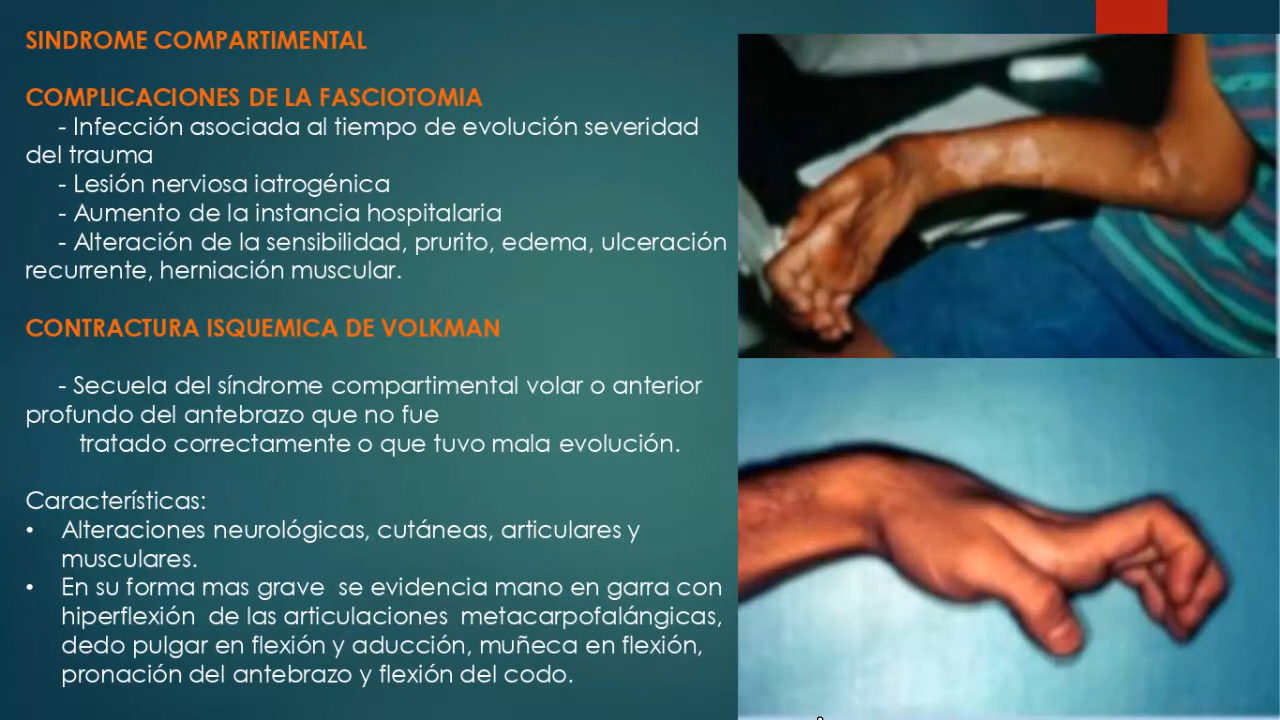 SINDROME COMPARTIMENTAL
COMPLICACIONES DE LA FASCIOTOMIA
- Infección asociada al tiempo de evolución severidad
del trauma
- Lesión nerviosa iatrogénica
- Aumento de la instancia hospitalaria
- Alteración de la sensibilidad, prurito, edema, ulceración
recurrente, herniación muscular.
CONTRACTURA ISQUEMICA DE VOLKMAN
- Secuela del síndrome compartimental volar o anterior
profundo del antebrazo que no fue
tratado correctamente o que tuvo mala evolución.
Características:
• Alteraciones neurológicas, cutáneas, articulares y
musculares.
• En su forma mas grave se evidencia mano en garra con
hiperflexión de las articulaciones metacarpofalángicas,
dedo pulgar en flexión y aducción, muñeca en flexión,
pronación del antebrazo y flexión del codo.